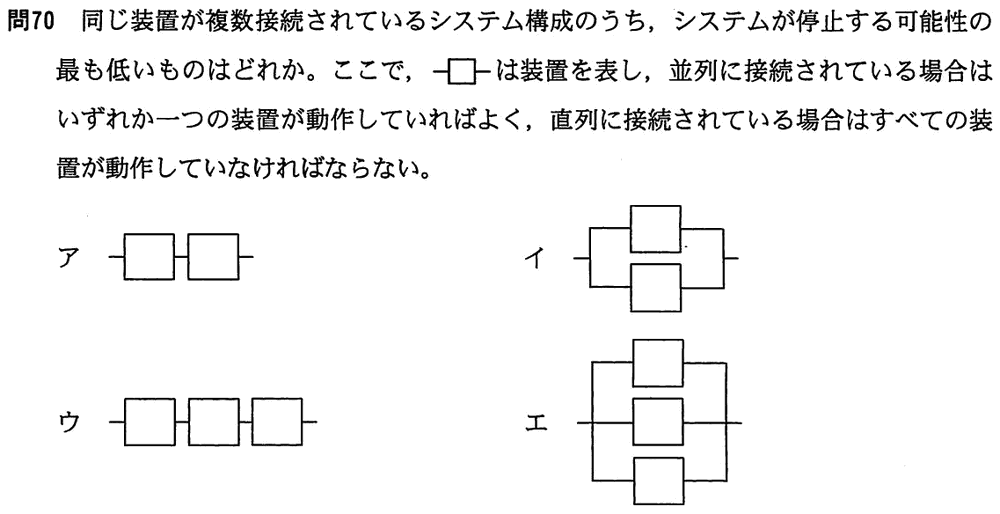 問70 同じ装置が複数接続されているシステム構成のうち，システムが停止する可能性の
最も低いものはどれか。ここで，は装置を表し，並列に接続されている場合は
いずれか一つの装置が動作していればよく，直列に接続されている場合はすべての装
置が動作していなければならない。
ア イ
ウ エ